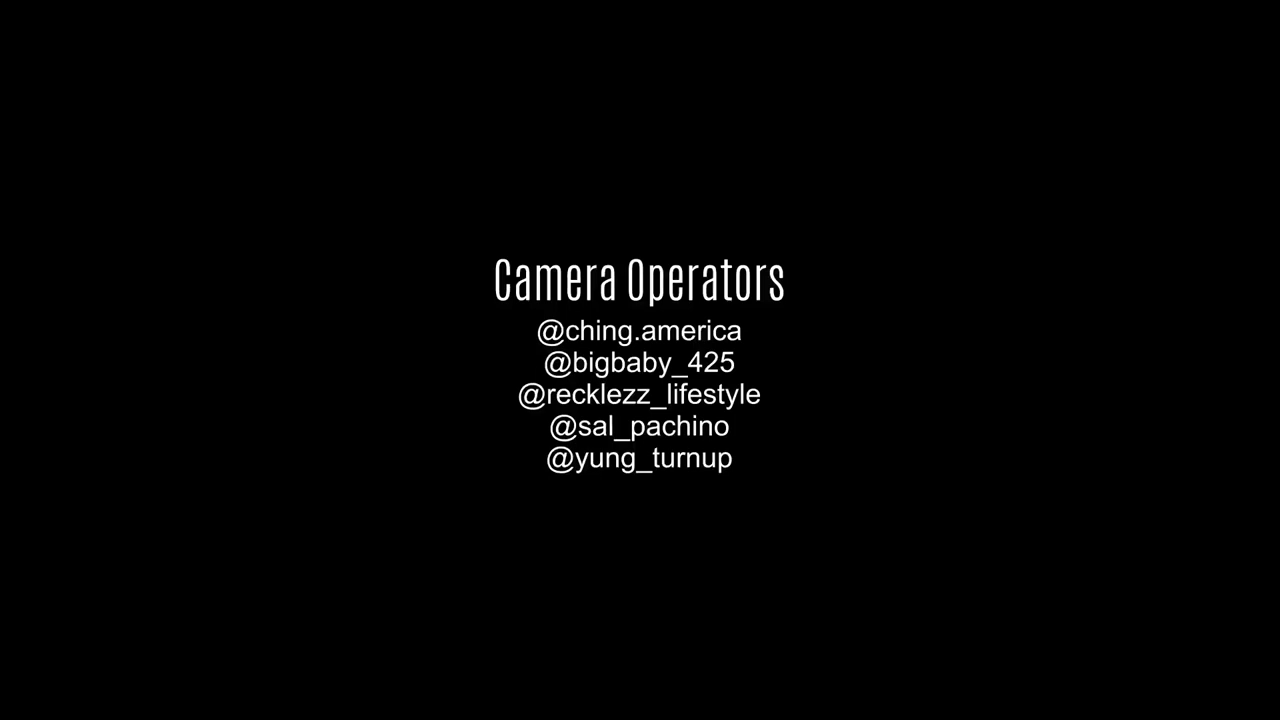 Camera Operators
@ching.america
@bigbaby_425
@recklezz_lifestyle
@sal_pachino
@yung_turnup